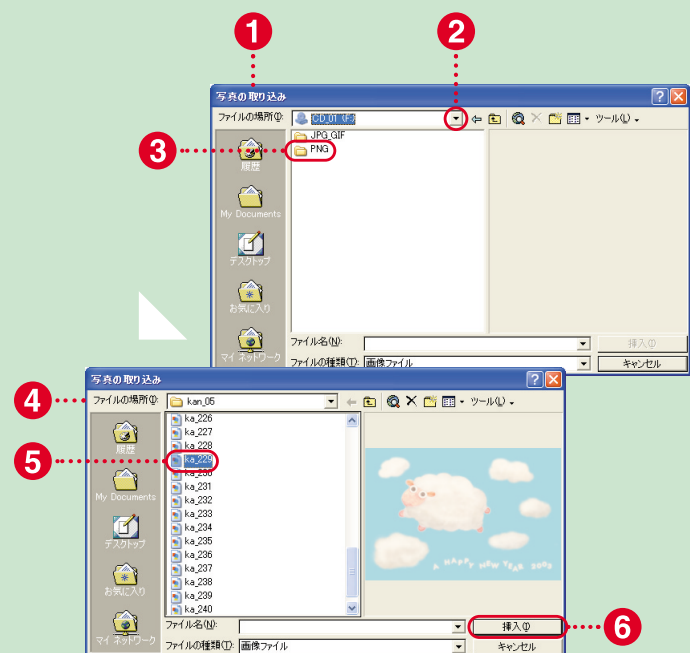 1
2
写真の取り込み
ファイルの場所(I):
CD_01 (F:)
ツール(L)
3
JPG_GIF
PNG
履歴
My Documents
デスクトップ
お気に入り
マイ ネットワーク
ファイル名(N):
挿入(I)
ファイルの種類(T):
画像ファイル
キャンセル
写真の取り込み
4
ファイルの場所(I):
kan_05
ツール(L)
5
ka_226
ka_227
ka_228
ka_229
ka_230
ka_231
ka_232
ka_233
ka_234
ka_235
ka_236
ka_237
ka_238
ka_239
ka_240
履歴
My Documents
デスクトップ
お気に入り
マイ ネットワーク
A HAPPY NEW YEAR 2003
ファイル名(N):
挿入(I)
6
ファイルの種類(T):
画像ファイル
キャンセル